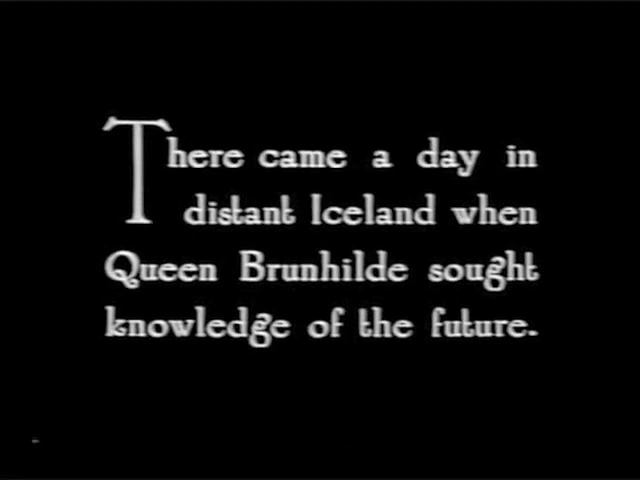 There came a day in
distant Iceland when
Queen Brunhilde sought
knowledge of the future.